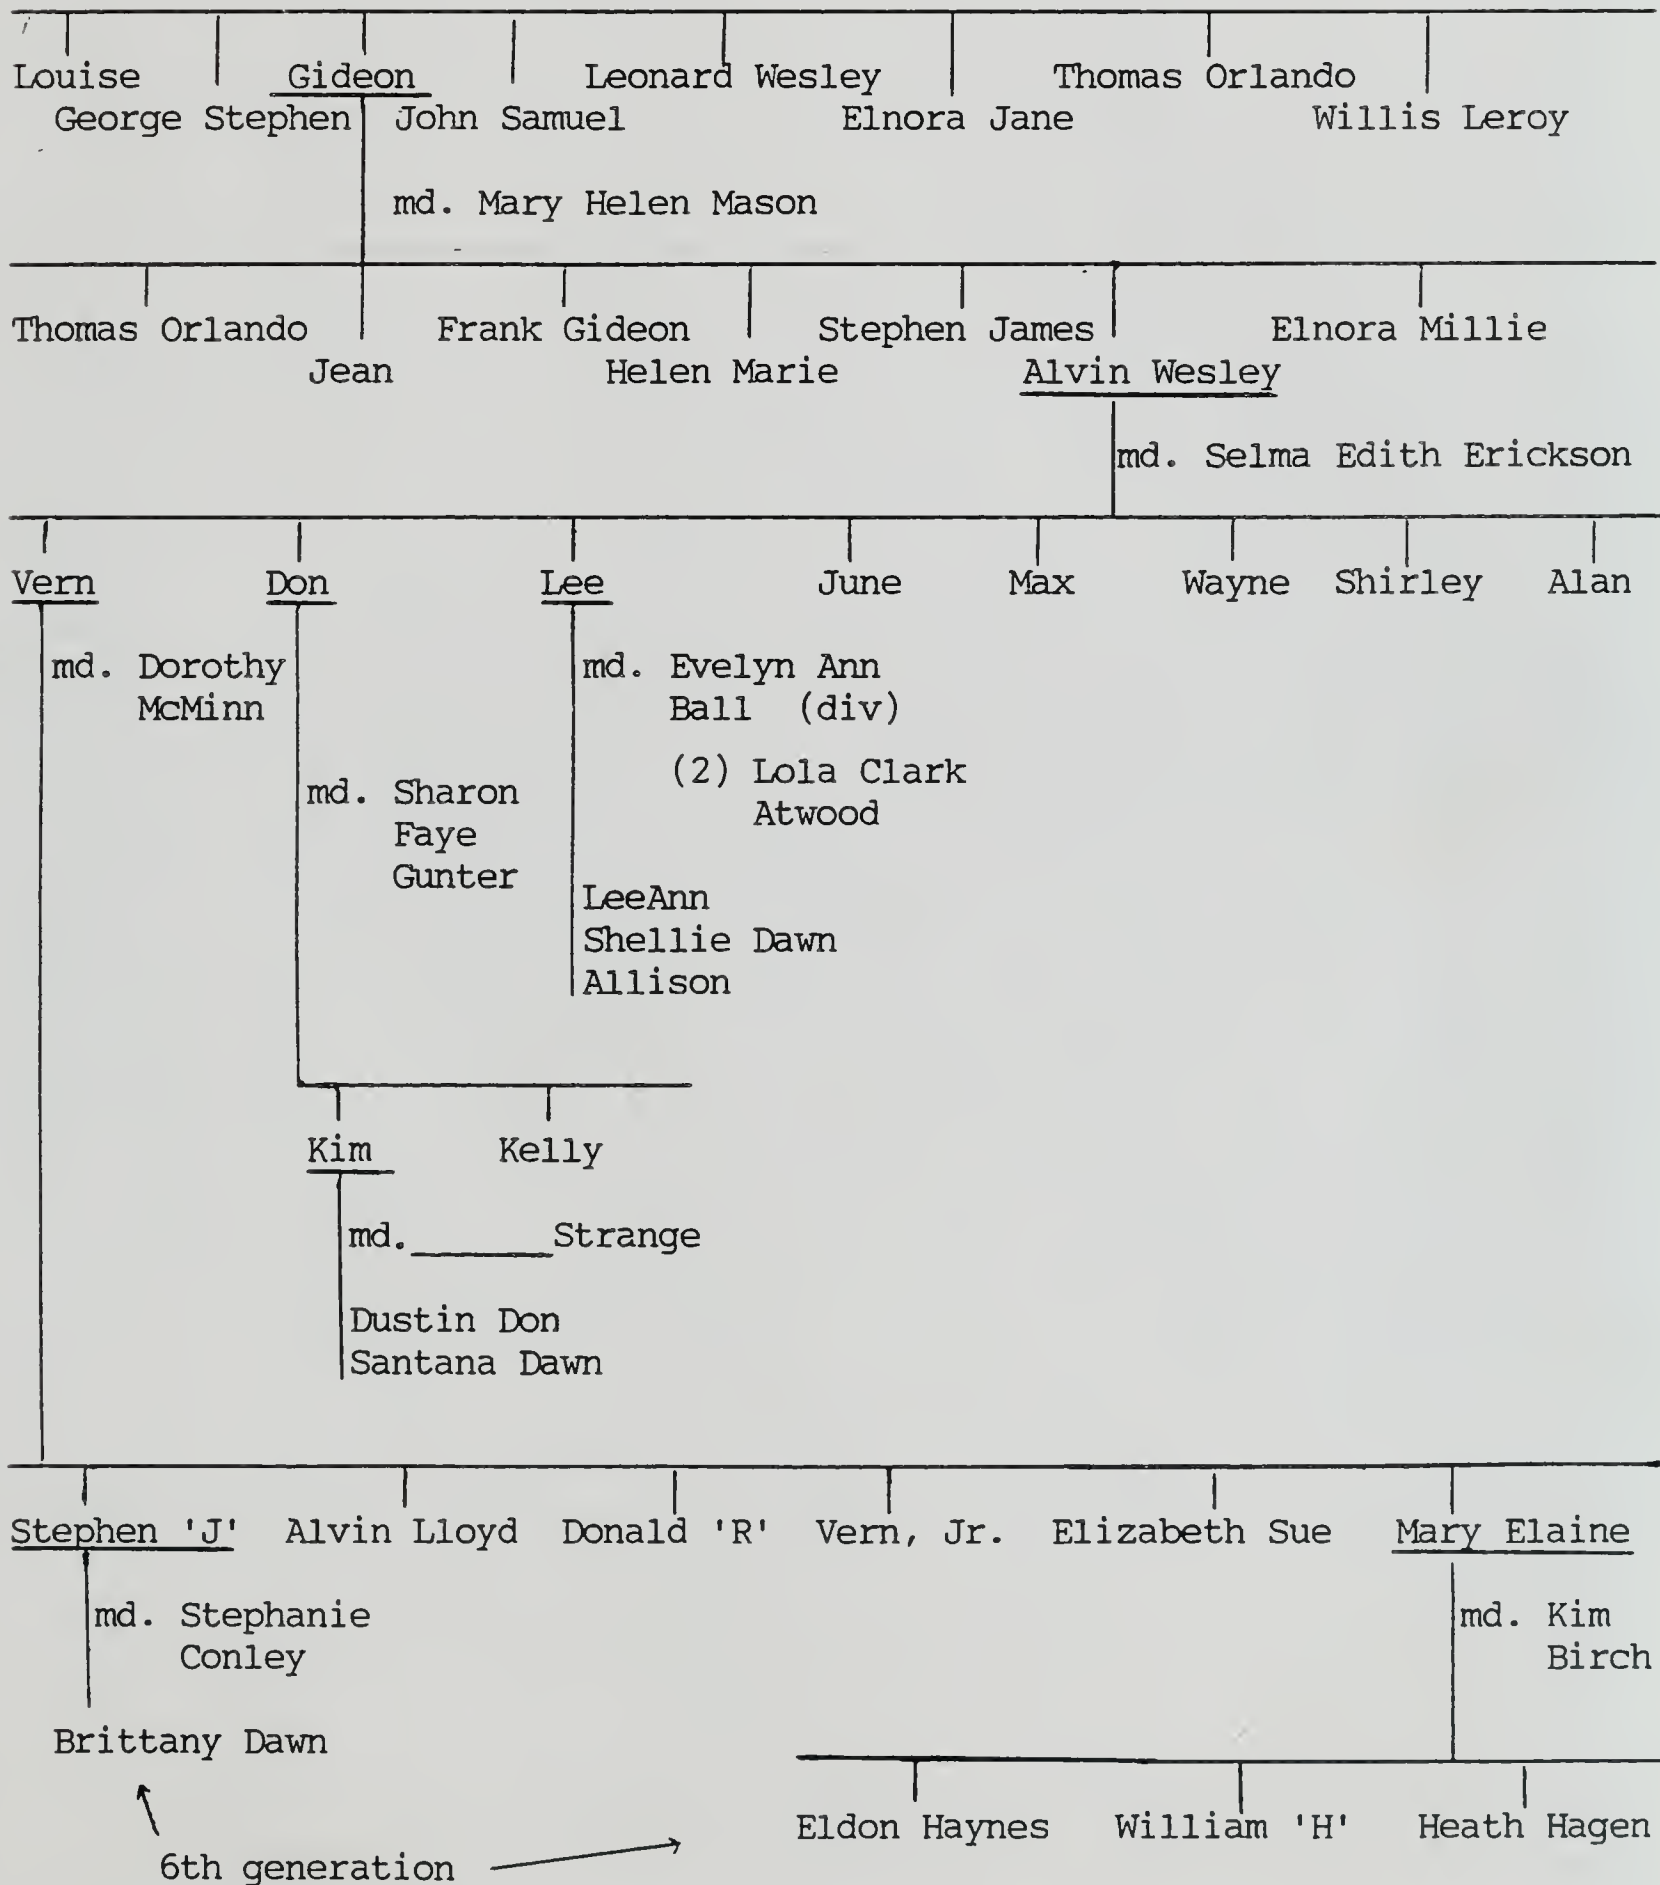 Louise Gideon Leonard Wesley Thomas Orlando
George Stephen John Samuel Elnora Jane Willis Leroy
md. Mary Helen Mason
Thomas Orlando Frank Gideon Stephen James Elnora Millie
Jean Helen Marie Alvin Wesley
md. Selma Edith Erickson
Vern Don Lee June Max Wayne Shirley Alan
md. Dorothy md. Evelyn Ann
McMinn Ball (div)
(2) Lola Clark
md. Sharon
Atwood
Faye
Gunter
LeeAnn
Shellie Dawn
Allison
Kim Kelly
md.______Strange
Dustin Don
Santana Dawn
Stephen 'J' Alvin Lloyd Donald 'R' Vern, Jr. Elizabeth Sue Mary Elaine
md. Stephanie md. Kim
Conley Birch
Brittany Dawn
Eldon Haynes William 'H' Heath Hagen
6th generation